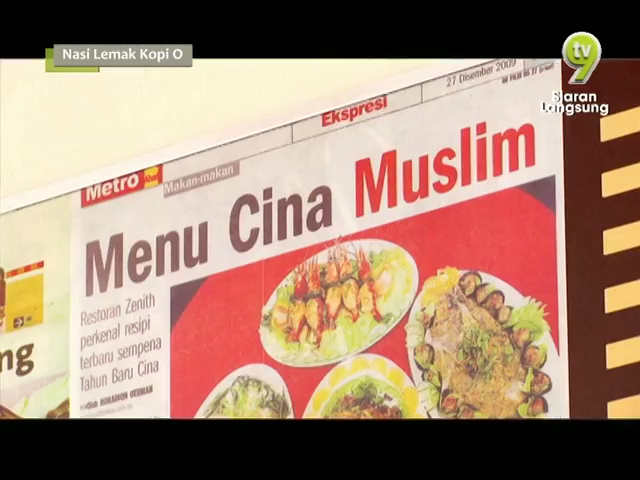 Nasi Lemak Kopi O
tv
9
Siaran
Langsung
27 Disember 2009
Ekspresi
Metro
Makan-makan
Menu Cina Muslim
Restoran Zenith
perkenal resipi
terbaru sempena
Tahun Baru Cina
ng